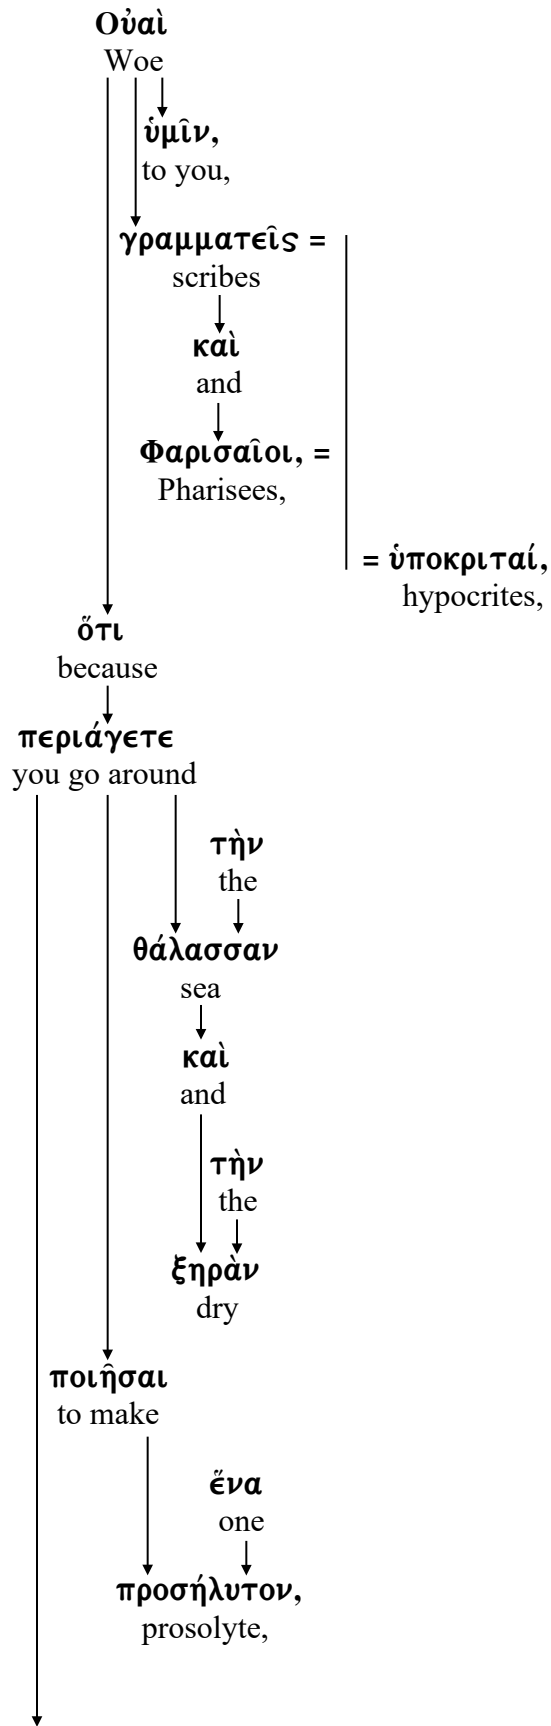 Οὐαὶ
Woe
ὑμῖν,
to you,
γραμματεῖς =
scribes
καὶ
and
Φαρισαῖοι, =
Pharisees,
= ὑποκριταί,
hypocrites,
ὅτι
because
περιάγετε
you go around
τὴν
the
θάλασσαν
sea
καὶ
and
τὴν
the
ξηρὰν
dry
ποιῆσαι
to make
ἕνα
one
προσήλυτον,
prosolyte,